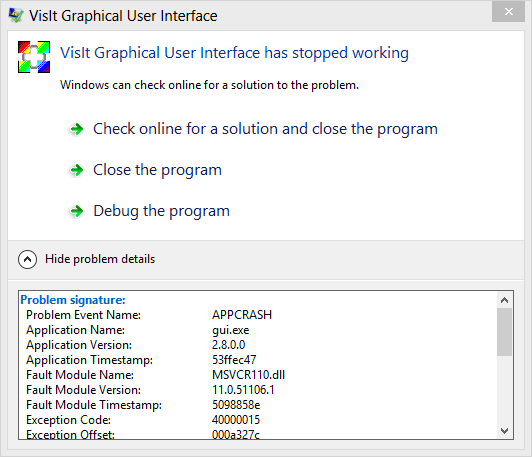 VisIt Graphical User Interface
VisIt Graphical User Interface has stopped working
Windows can check online for a solution to the problem.
Check online for a solution and close the program
Close the program
Debug the program
Hide problem details
Problem signature:
Problem Event Name: APPCRASH
Application Name: gui.exe
Application Version: 2.8.0.0
Application Timestamp: 53ffec47
Fault Module Name: MSVCR110.dll
Fault Module Version: 11.0.51106.1
Fault Module Timestamp: 5098858e
Exception Code: 40000015
Exception Offset: 000a327c